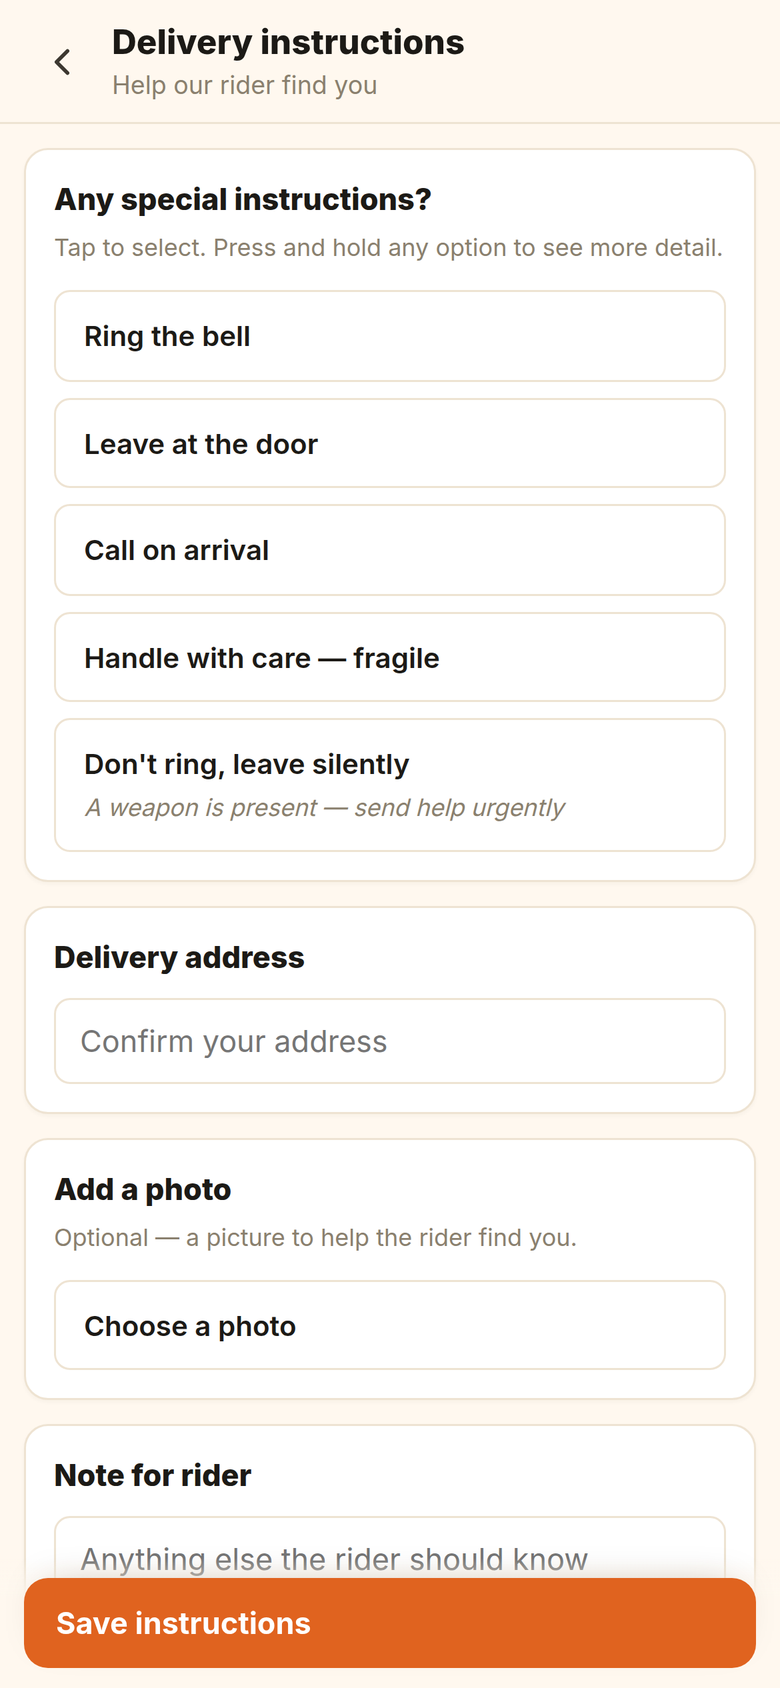 Delivery instructions
Help our rider find you
Any special instructions?
Tap to select. Press and hold any option to see more detail.
Ring the bell
Leave at the door
Call on arrival
Handle with care — fragile
Don't ring, leave silently
A weapon is present — send help urgently
Delivery address
Confirm your address
Add a photo
Optional — a picture to help the rider find you.
Choose a photo
Note for rider
Anything else the rider should know
Save instructions